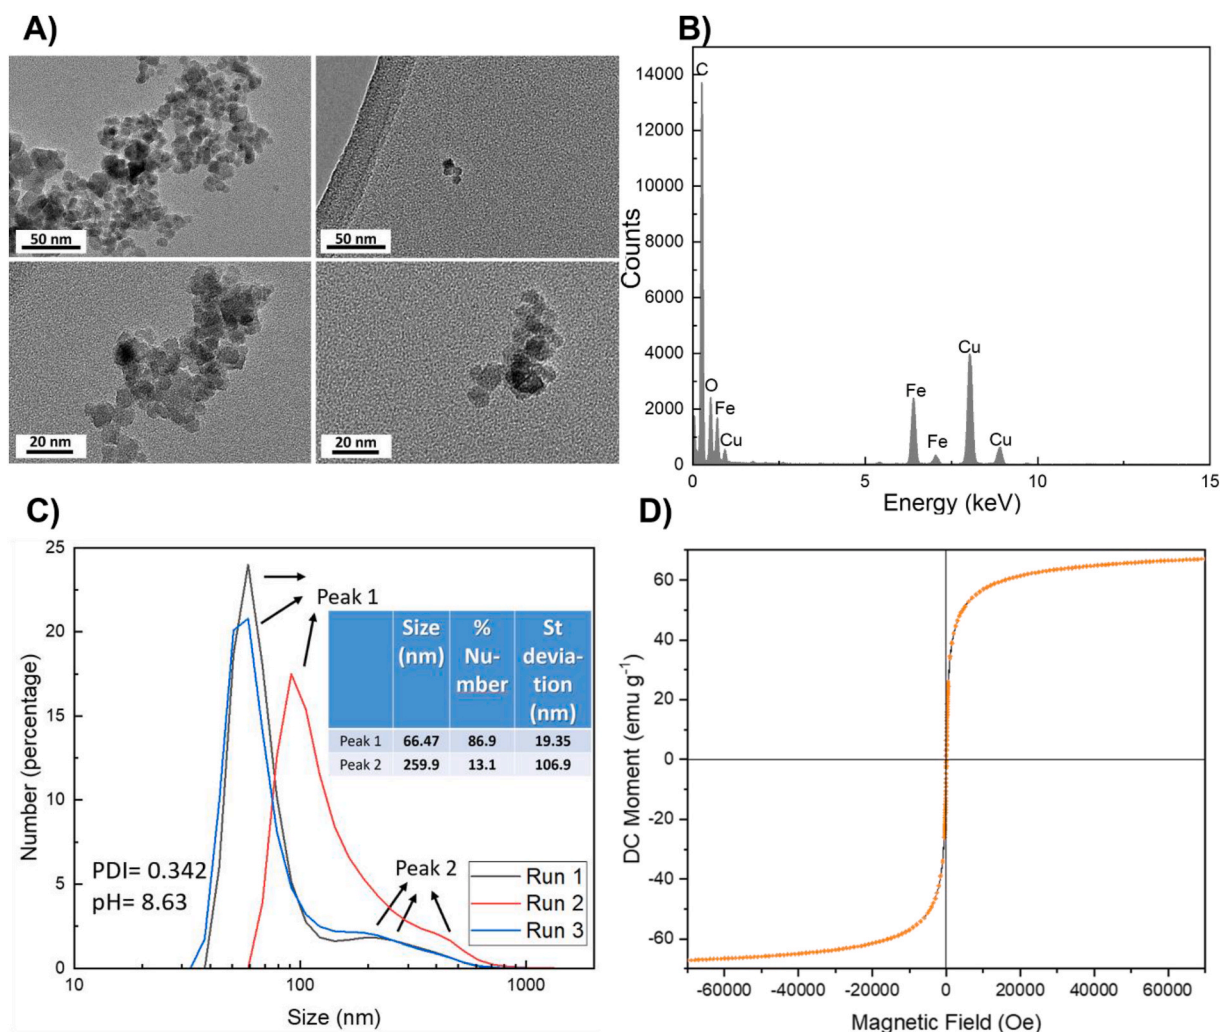 A)
50 nm
50 nm
20 nm
20 nm
B)
14000
12000
10000
8000
6000
4000
2000
0
Counts
C
O
Fe
Cu
Fe
Fe
Cu
Cu
0
5
10
15
Energy (keV)
C)
25
20
15
10
5
0
Number (percentage)
Peak 1
Size
(nm)
%
Nu-
mber
St
devia-
tion
(nm)
Peak 1 66.47 86.9 19.35
Peak 2 259.9 13.1 106.9
PDI= 0.342
pH= 8.63
Peak 2
Run 1
Run 2
Run 3
10
100
1000
Size (nm)
D)
60
40
20
0
-20
-40
-60
DC Moment (emu g-1)
-60000
-40000
-20000
0
20000
40000
60000
Magnetic Field (Oe)